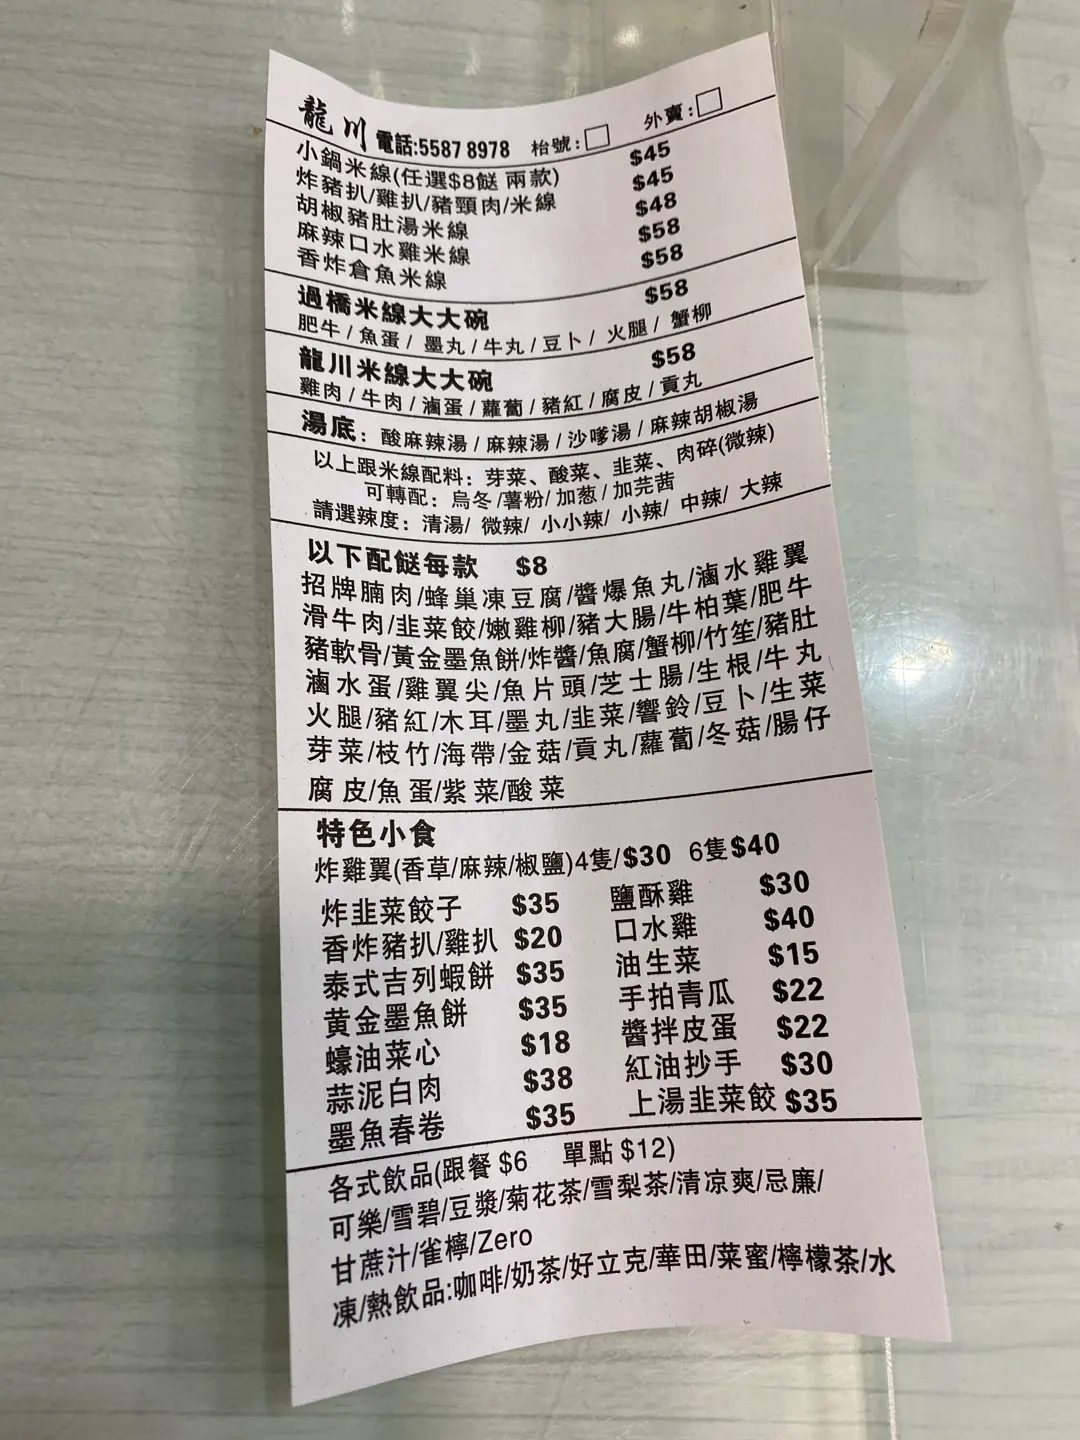 龍川 電話:5587 8978 枱號:□ 外賣:□
小鍋米線(任選$8餸 兩款) $45
炸豬扒/雞扒/豬頸肉/米線 $45
胡椒豬肚湯米線 $48
麻辣口水雞米線 $58
香炸倉魚米線 $58
過橋米線大大碗 $58
肥牛/魚蛋/ 墨丸/牛丸/豆卜/ 火腿/ 蟹柳
龍川米線大大碗 $58
雞肉/牛肉/滷蛋/蘿蔔/豬紅/腐皮/貢丸
湯底：酸麻辣湯/麻辣湯/沙嗲湯/麻辣胡椒湯
以上跟米線配料：芽菜、酸菜、韭菜、肉碎(微辣)
可轉配：烏冬/薯粉/加葱/加芫茜
請選辣度：清湯/ 微辣/ 小小辣/ 小辣/ 中辣/ 大辣
以下配餸每款 $8
招牌腩肉/蜂巢凍豆腐/醬爆魚丸/滷水雞翼
滑牛肉/韭菜餃/嫩雞柳/豬大腸/牛柏葉/肥牛
豬軟骨/黃金墨魚餅/炸醬/魚腐/蟹柳/竹笙/豬肚
滷水蛋/雞翼尖/魚片頭/芝士腸/生根/牛丸
火腿/豬紅/木耳/墨丸/韭菜/響鈴/豆卜/生菜
芽菜/枝竹/海帶/金菇/貢丸/蘿蔔/冬菇/腸仔
腐皮/魚蛋/紫菜/酸菜
特色小食
炸雞翼(香草/麻辣/椒鹽)4隻/$30 6隻$40
炸韭菜餃子 $35 鹽酥雞 $30
香炸豬扒/雞扒 $20 口水雞 $40
泰式吉列蝦餅 $35 油生菜 $15
黃金墨魚餅 $35 手拍青瓜 $22
蠔油菜心 $18 醬拌皮蛋 $22
蒜泥白肉 $38 紅油抄手 $30
墨魚春卷 $35 上湯韭菜餃 $35
各式飲品(跟餐 $6 單點 $12)
可樂/雪碧/豆漿/菊花茶/雪梨茶/清凉爽/忌廉/
甘蔗汁/雀檸/Zero
凍/熱飲品:咖啡/奶茶/好立克/華田/菜蜜/檸檬茶/水